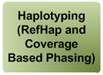 Haplotyping
(RefHap and
Coverage
Based Phasing)